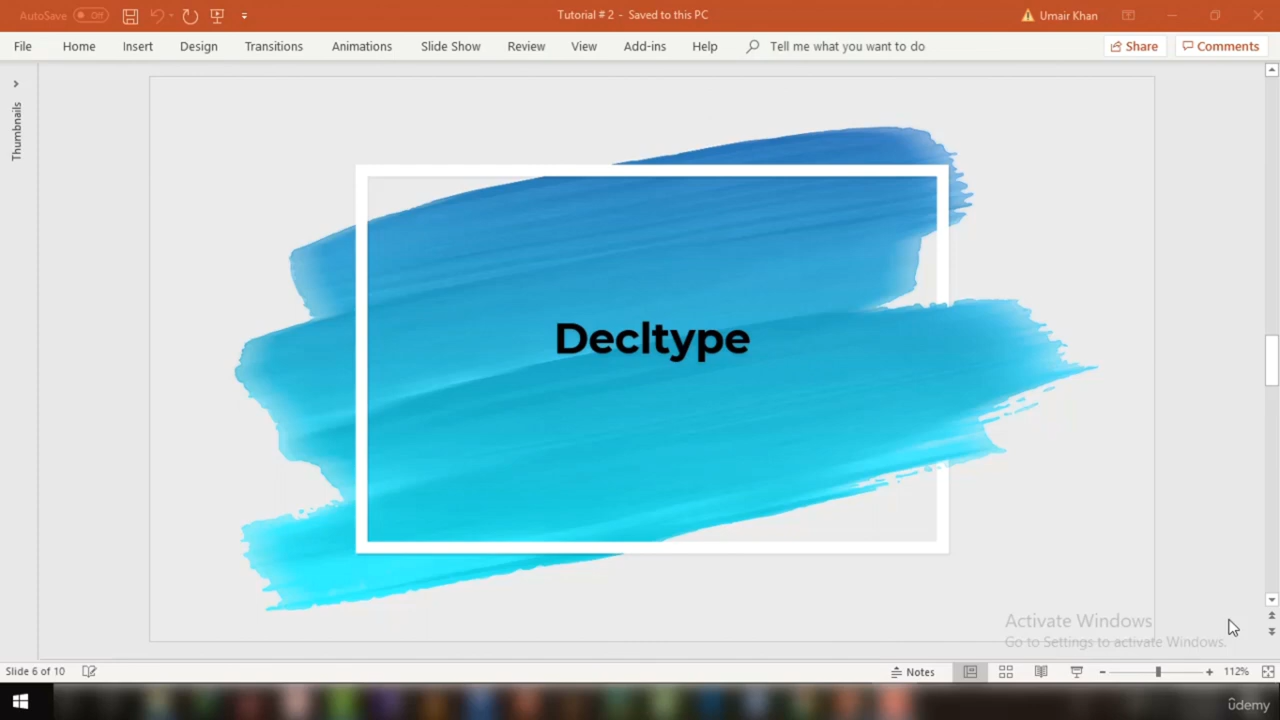 AutoSave Off Tutorial # 2 - Saved to this PC Umair Khan
File Home Insert Design Transitions Animations Slide Show Review View Add-ins Help Tell me what you want to do Share Comments
Thumbnails
Decltype
Activate Windows
Go to Settings to activate Windows.
Slide 6 of 10 Notes 112%
ûdemy